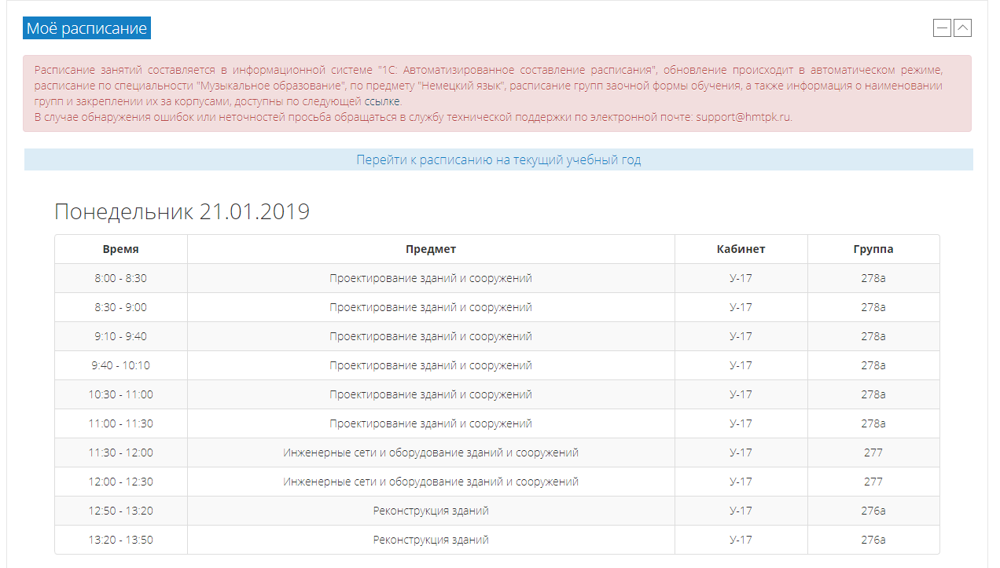 Моё расписание
Расписание занятий составляется в информационной системе "1С: Автоматизированное составление расписания", обновление происходит в автоматическом режиме,
расписание по специальности "Музыкальное образование", по предмету "Немецкий язык", расписание групп заочной формы обучения, а также информация о наименовании
групп и закреплении их за корпусами, доступны по следующей ссылке.
В случае обнаружения ошибок или неточностей просьба обращаться в службу технической поддержки по электронной почте: support@hmtpk.ru.
Перейти к расписанию на текущий учебный год
Понедельник 21.01.2019
Время Предмет Кабинет Группа
8:00 - 8:30 Проектирование зданий и сооружений У-17 278а
8:30 - 9:00 Проектирование зданий и сооружений У-17 278а
9:10 - 9:40 Проектирование зданий и сооружений У-17 278а
9:40 - 10:10 Проектирование зданий и сооружений У-17 278а
10:30 - 11:00 Проектирование зданий и сооружений У-17 278а
11:00 - 11:30 Проектирование зданий и сооружений У-17 278а
11:30 - 12:00 Инженерные сети и оборудование зданий и сооружений У-17 277
12:00 - 12:30 Инженерные сети и оборудование зданий и сооружений У-17 277
12:50 - 13:20 Реконструкция зданий У-17 276а
13:20 - 13:50 Реконструкция зданий У-17 276а